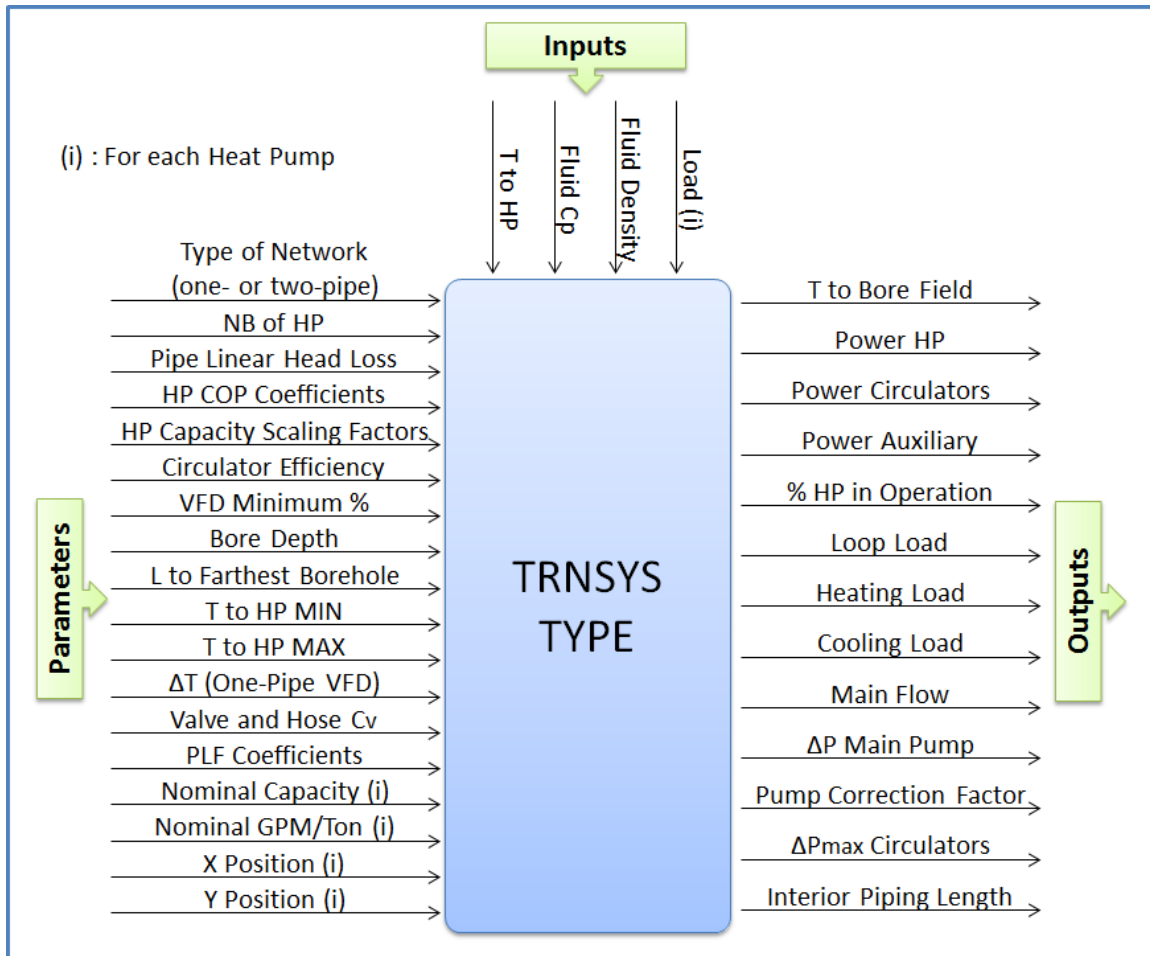 Inputs
(i) : For each Heat Pump
T to HP
Fluid Cp
Fluid Density
Load (i)
Parameters
Type of Network
(one- or two-pipe)
NB of HP
Pipe Linear Head Loss
HP COP Coefficients
HP Capacity Scaling Factors
Circulator Efficiency
VFD Minimum %
Bore Depth
L to Farthest Borehole
T to HP MIN
T to HP MAX
ΔT (One-Pipe VFD)
Valve and Hose Cv
PLF Coefficients
Nominal Capacity (i)
Nominal GPM/Ton (i)
X Position (i)
Y Position (i)
TRNSYS
TYPE
T to Bore Field
Power HP
Power Circulators
Power Auxiliary
% HP in Operation
Loop Load
Heating Load
Cooling Load
Main Flow
ΔP Main Pump
Pump Correction Factor
ΔPmax Circulators
Interior Piping Length
Outputs